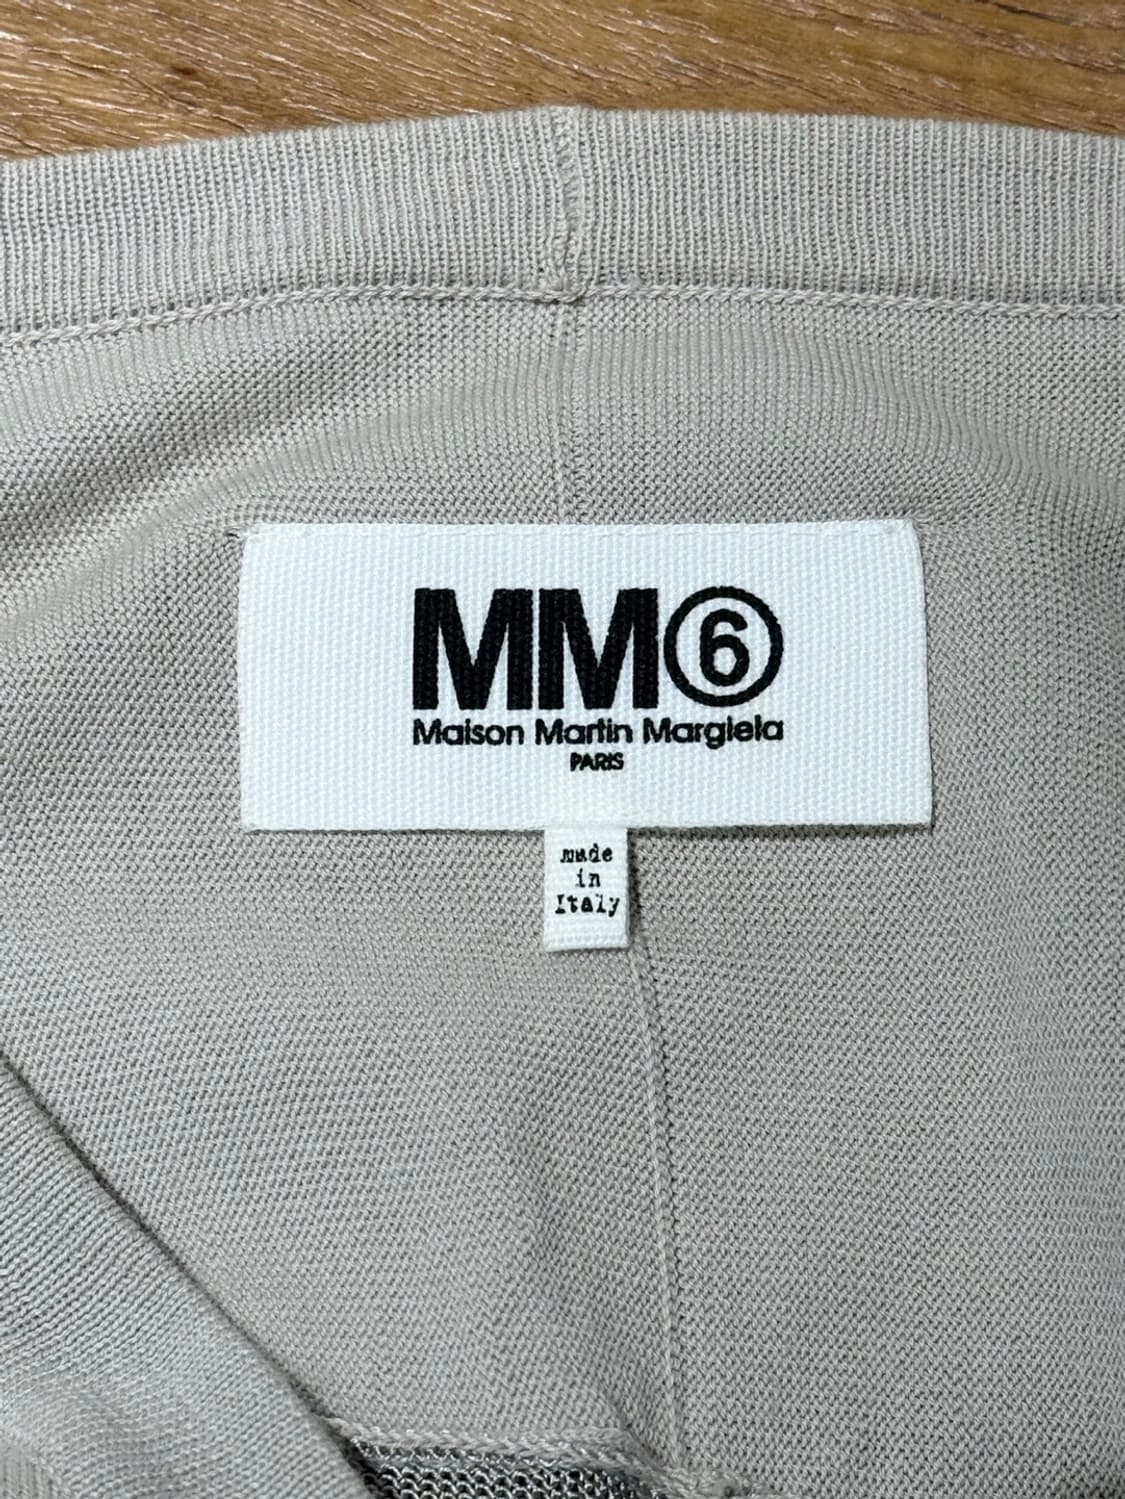 MM⑥
Maison Martin Margiela
PARIS
made
in
Italy